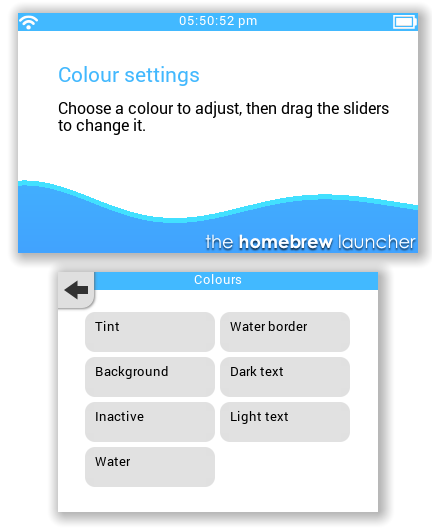 05:50:52 pm
Colour settings
Choose a colour to adjust, then drag the sliders
to change it.
the homebrew launcher
Colours
Tint
Water border
Background
Dark text
Inactive
Light text
Water